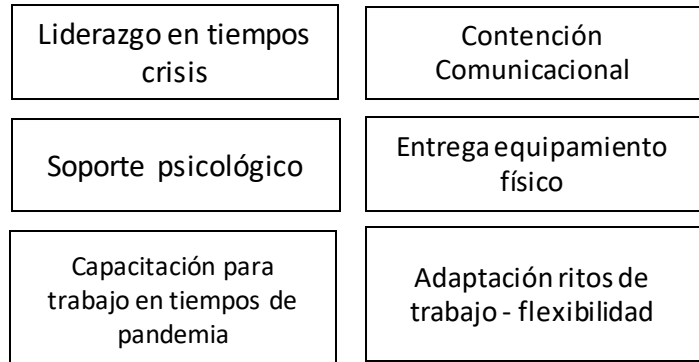 Liderazgo en tiempos
crisis
Contención
Comunicacional
Soporte psicológico
Entrega equipamiento
físico
Capacitación para
trabajo en tiempos de
pandemia
Adaptación ritos de
trabajo - flexibilidad